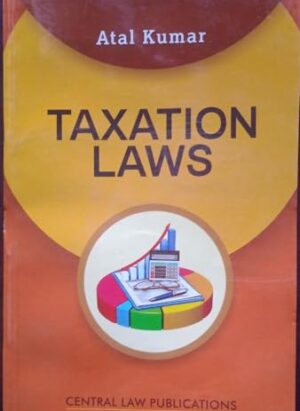 Atal Kumar
TAXATION
LAWS
CENTRAL LAW PUBLICATIONS